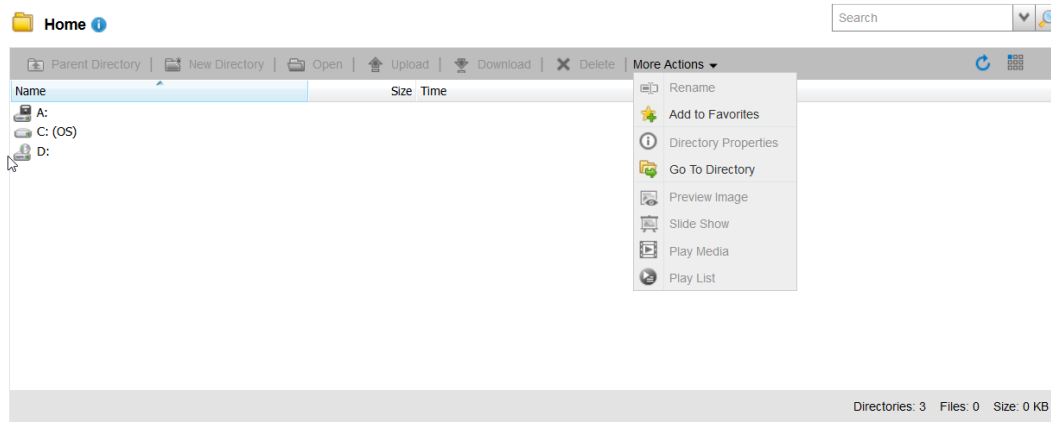 Home
Search
Parent Directory | New Directory | Open | Upload | Download | Delete | More Actions
Name Size Time
A:
C: (OS)
D:
Rename
Add to Favorites
Directory Properties
Go To Directory
Preview Image
Slide Show
Play Media
Play List
Directories: 3 Files: 0 Size: 0 KB